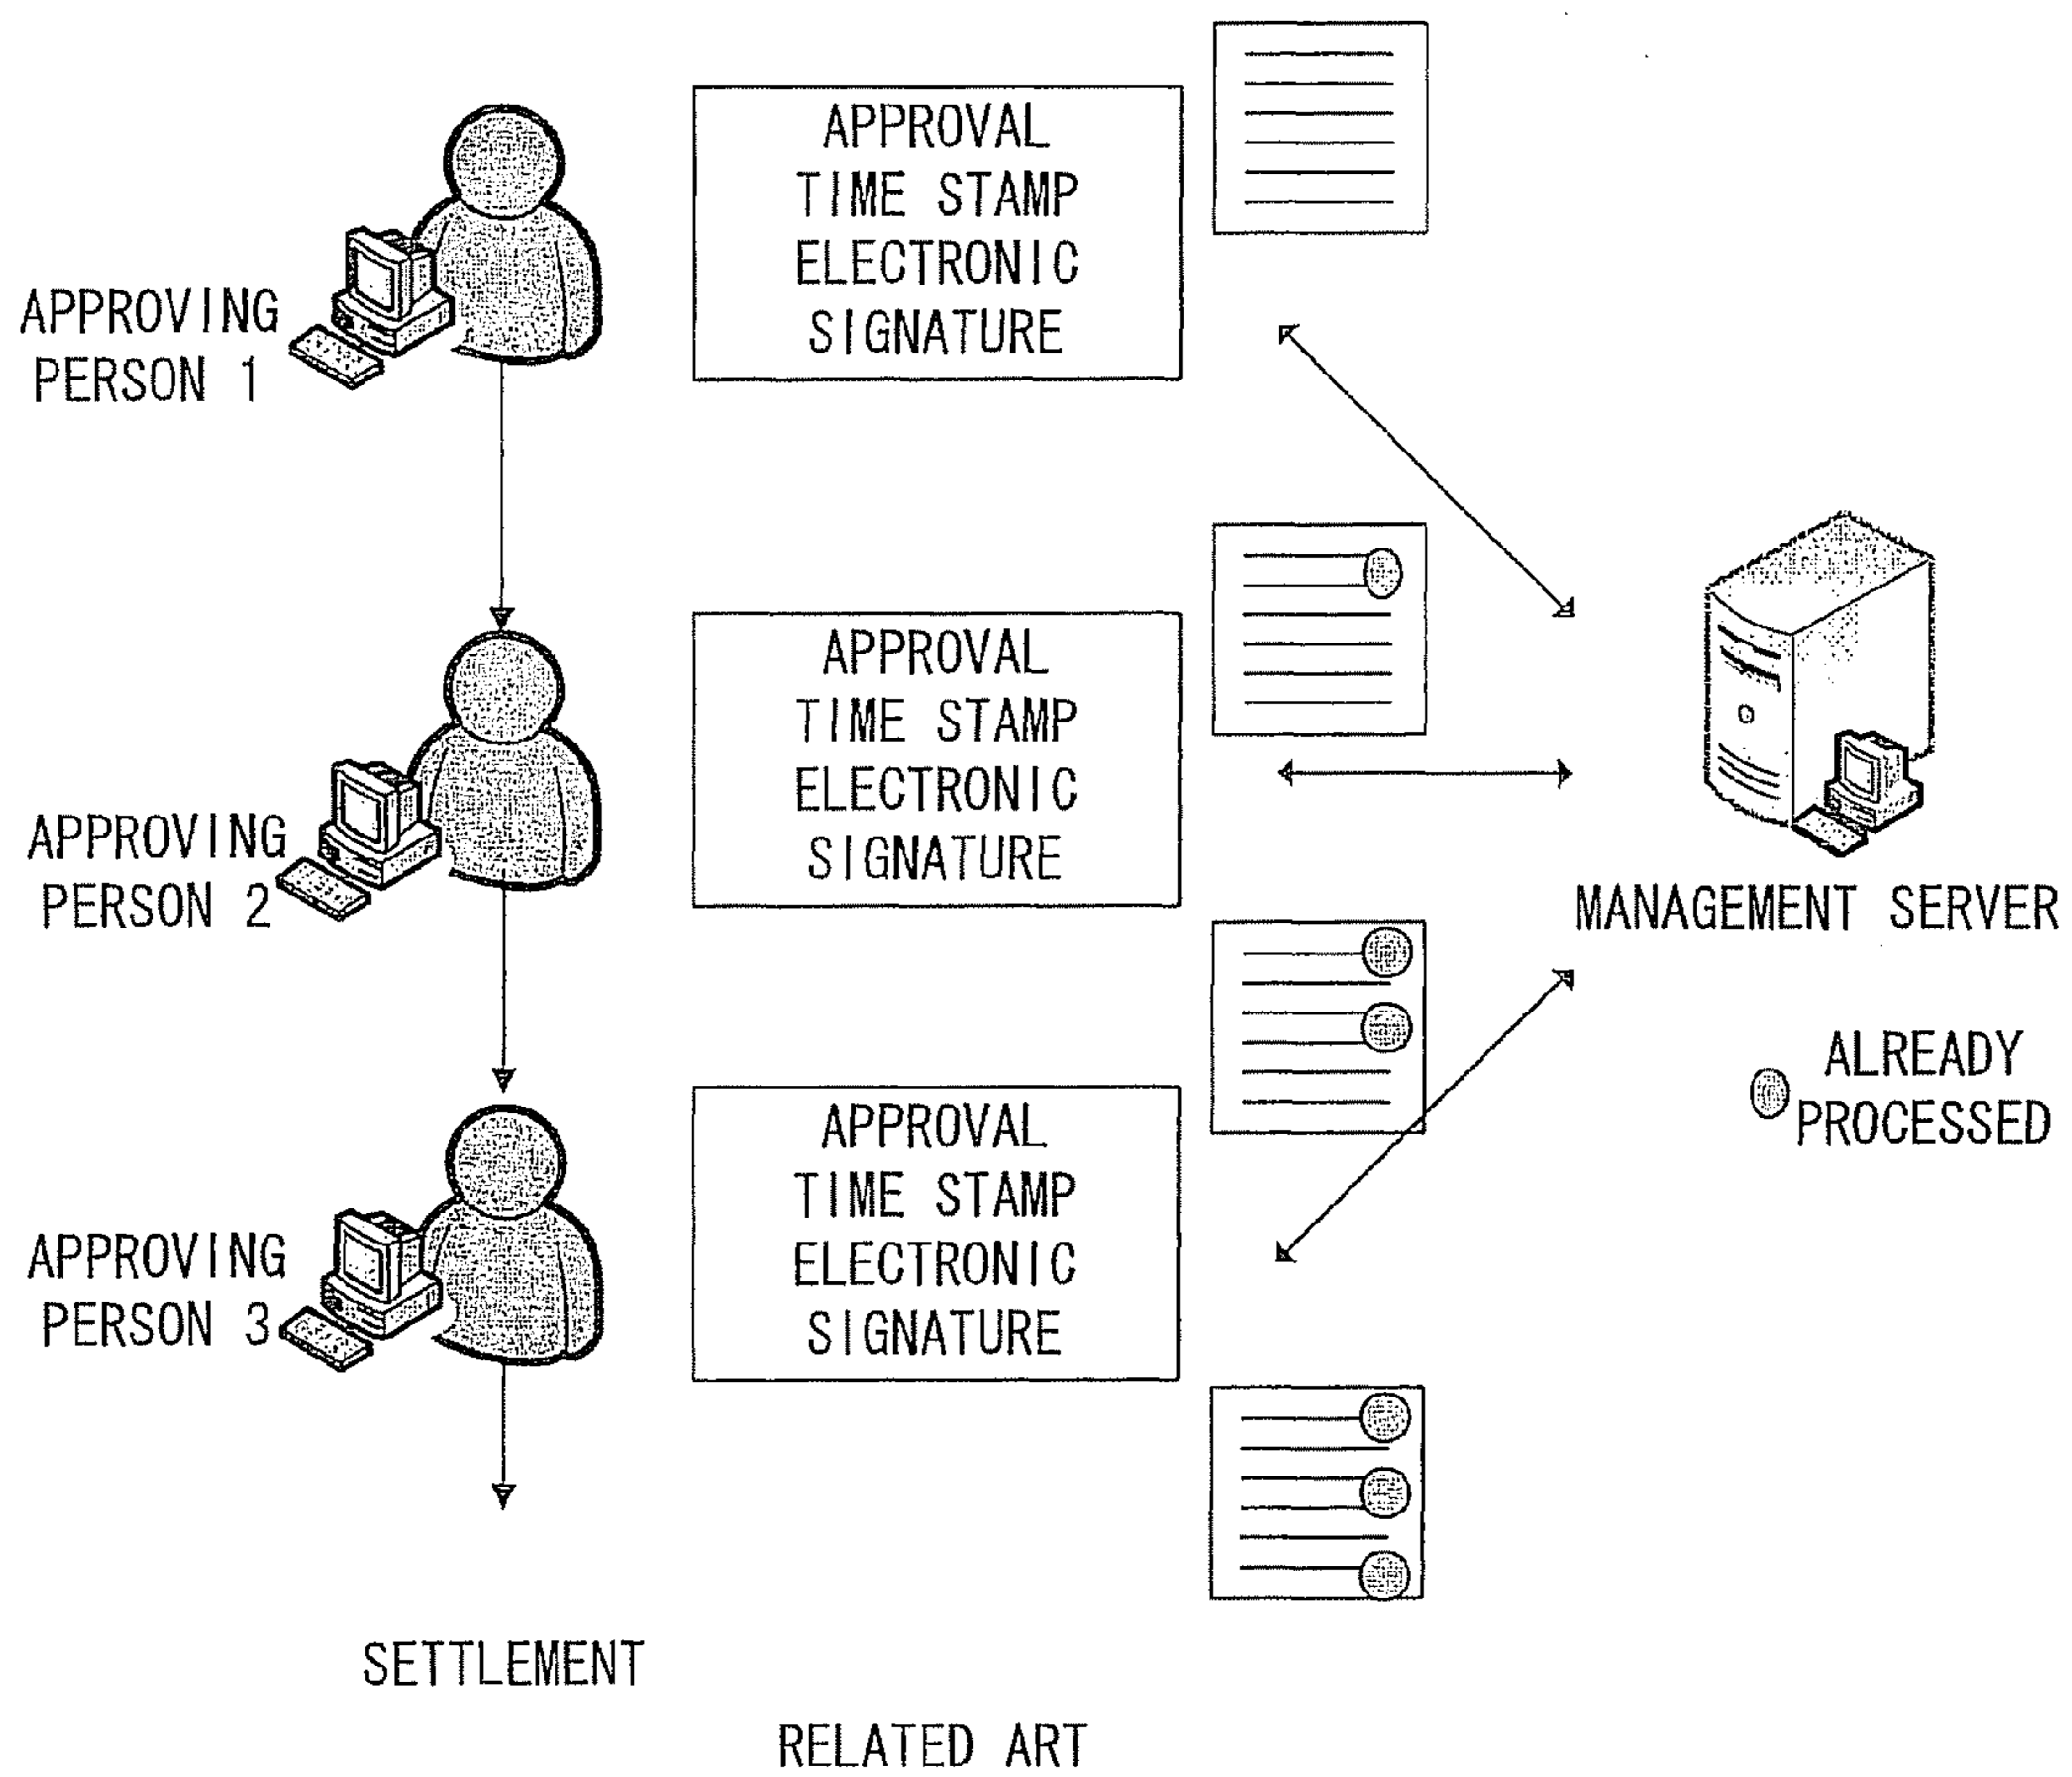 APPROVING
PERSON 1
APPROVAL
TIME STAMP
ELECTRONIC
SIGNATURE
APPROVING
PERSON 2
APPROVAL
TIME STAMP
ELECTRONIC
SIGNATURE
MANAGEMENT SERVER
ALREADY
PROCESSED
APPROVING
PERSON 3
APPROVAL
TIME STAMP
ELECTRONIC
SIGNATURE
SETTLEMENT
RELATED ART